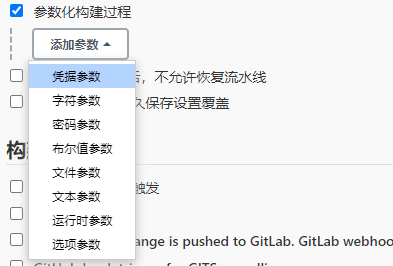 参数化构建过程
添加参数
凭据参数
，不允许恢复流水线
字符参数
久保存设置覆盖
密码参数
布尔值参数
构
文件参数
触发
文本参数
运行时参数
ange is pushed to GitLab. GitLab webhoo
选项参数